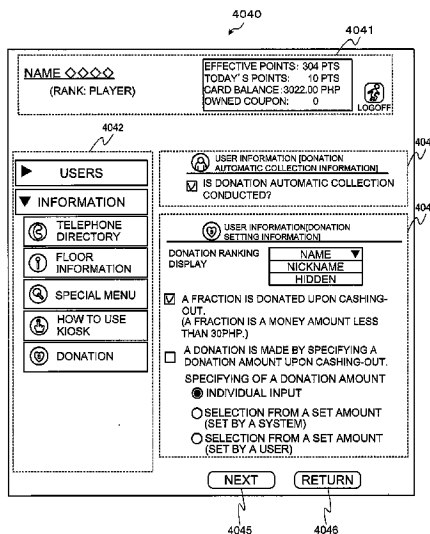 4040
4041
NAME ◇◇◇◇
(RANK: PLAYER)
EFFECTIVE POINTS: 304 PTS
TODAY'S POINTS: 10 PTS
CARD BALANCE:3022.00 PHP
OWNED COUPON: 0
LOGOFF
4042
USERS
INFORMATION
TELEPHONE
DIRECTORY
FLOOR
INFORMATION
SPECIAL MENU
HOW TO USE
KIOSK
DONATION
USER INFORMATION [DONATION
AUTOMATIC COLLECTION INFORMATION]
IS DONATION AUTOMATIC COLLECTION
CONDUCTED?
USER INFORMATION[DONATION
SETTING INFORMATION]
DONATION RANKING
DISPLAY
NAME ▼
NICKNAME
HIDDEN
A FRACTION IS DONATED UPON CASHING-
OUT.
(A FRACTION IS A MONEY AMOUNT LESS
THAN 30PHP.)
A DONATION IS MADE BY SPECIFYING A
DONATION AMOUNT UPON CASHING-OUT.
SPECIFYING OF A DONATION AMOUNT
INDIVIDUAL INPUT
SELECTION FROM A SET AMOUNT
(SET BY A SYSTEM)
SELECTION FROM A SET AMOUNT
(SET BY A USER)
NEXT
RETURN
4045
4046